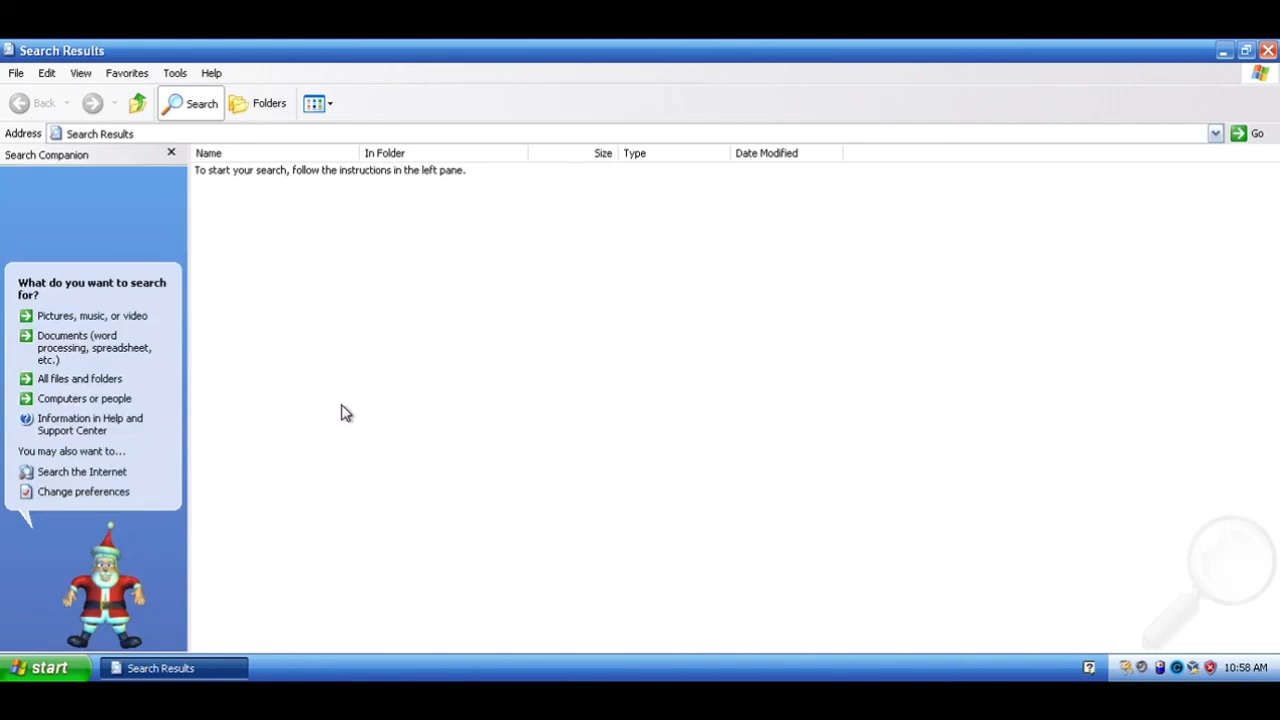 Search Results
File Edit View Favorites Tools Help
Back Search Folders
Address Search Results Go
Search Companion
Name In Folder Size Type Date Modified
To start your search, follow the instructions in the left pane.
What do you want to search
for?
Pictures, music, or video
Documents (word
processing, spreadsheet,
etc.)
All files and folders
Computers or people
Information in Help and
Support Center
You may also want to...
Search the Internet
Change preferences
start Search Results 10:58 AM